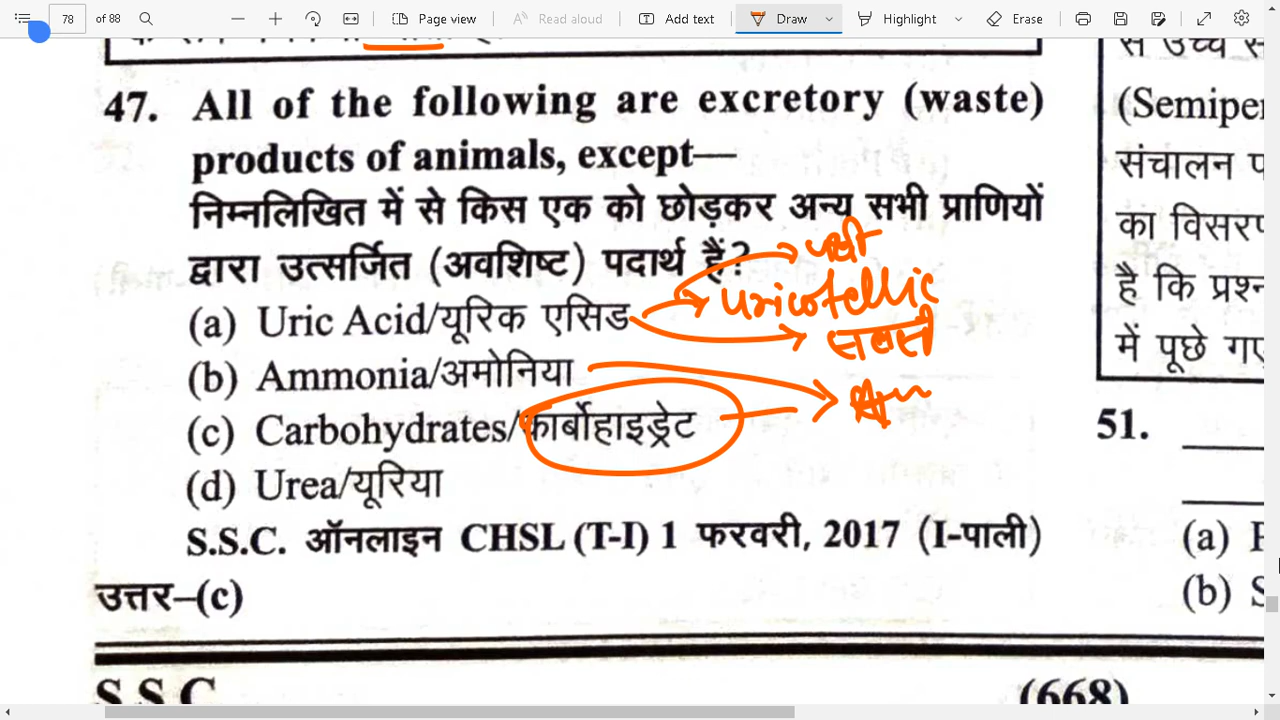 78 of 88
Page view
Read aloud
Add text
Draw
Highlight
Erase
47. All of the following are excretory (waste)
products of animals, except—
निम्नलिखित में से किस एक को छोड़कर अन्य सभी प्राणियों
द्वारा उत्सर्जित (अवशिष्ट) पदार्थ हैं?
पक्षी
(a) Uric Acid/यूरिक एसिड
uricotellic
(b) Ammonia/अमोनिया
(c) Carbohydrates/कार्बोहाइड्रेट
(d) Urea/यूरिया
S.S.C. ऑनलाइन CHSL (T-I) 1 फरवरी, 2017 (I-पाली)
उत्तर–(c)
S.S.C.
(668)
से उच्च
(Semiper
संचालन
का विसरण
है कि प्रश्न
में पूछे गए
51.
(a)
(b) S